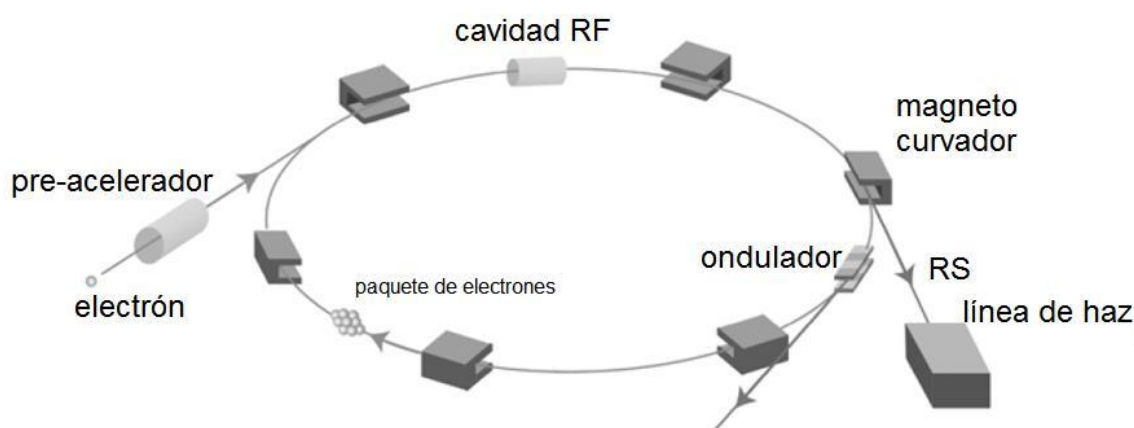 cavidad RF
magneto
curvador
pre-acelerador
ondulador
RS
paquete de electrones
electrón
línea de haz